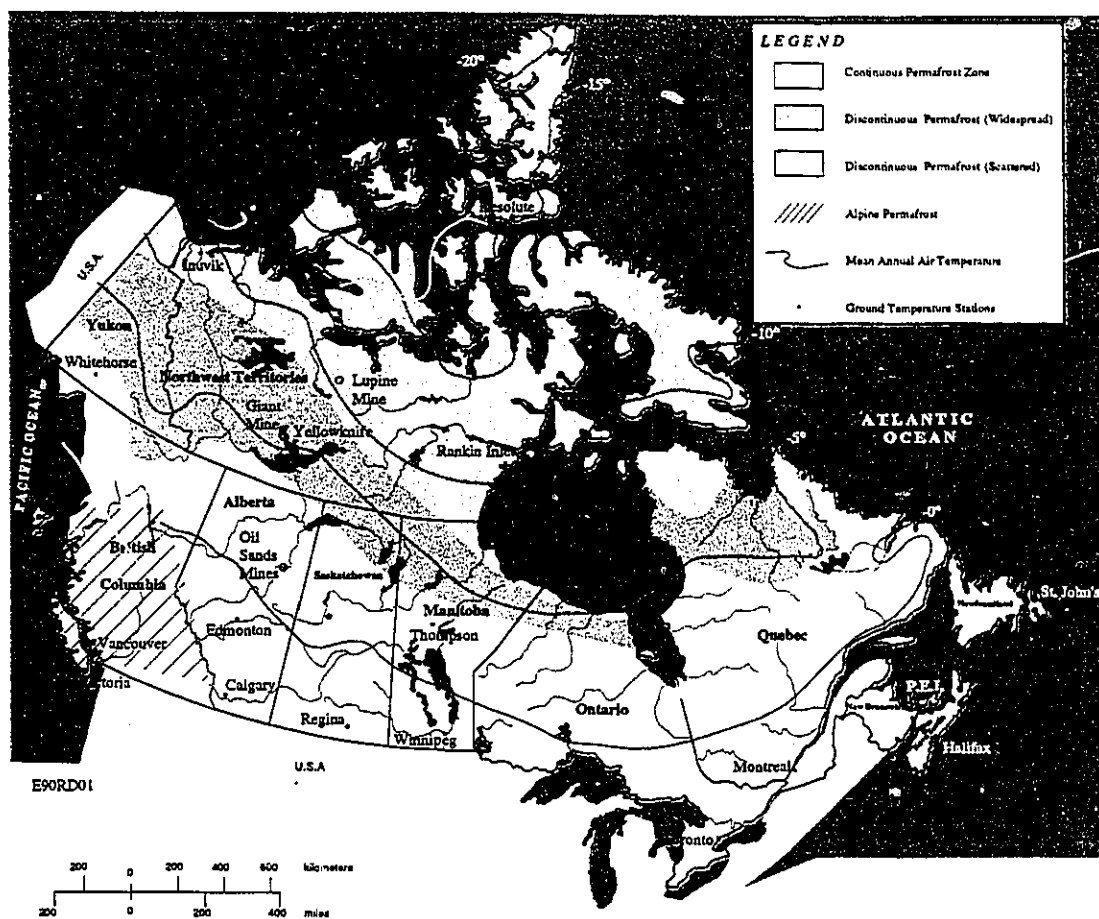 LEGEND
Continuous Permafrost Zone
Discontinuous Permafrost (Widespread)
Discontinuous Permafrost (Scattered)
Alpine Permafrost
Mean Annual Air Temperature
Ground Temperature Stations
-20°
-15°
Resolute
U.S.A.
Inuvik
-10°
Yukon
Whitehorse
Northwest Territories
Lupine
Mine
Giant
Mine
Yellowknife
Rankin Inlet
-5°
ATLANTIC
OCEAN
PACIFIC OCEAN
-0°
Alberta
British
Columbia
Oil
Sands
Mines
Saskatchewan
Manitoba
Thompson
Edmonton
Vancouver
Calgary
Regina
Winnipeg
Ontario
Quebec
Newfoundland
St. John's
P.E.I.
New Brunswick
Halifax
Montreal
U.S.A
E90RD01
200 0 200 400 600 kilometers
200 0 200 400 miles